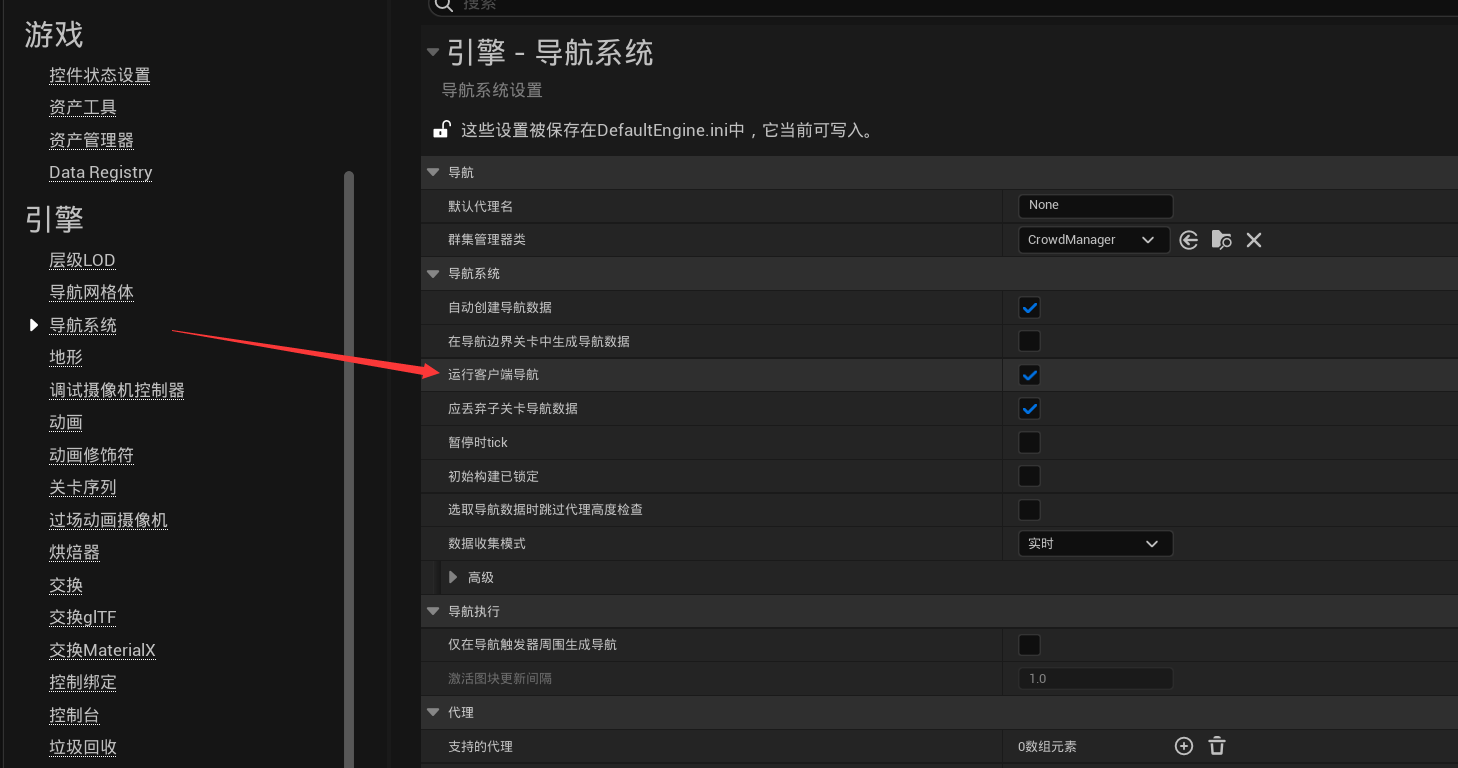 游戏
控件状态设置
资产工具
资产管理器
Data Registry
引擎
层级LOD
导航网格体
导航系统
地形
调试摄像机控制器
动画
动画修饰符
关卡序列
过场动画摄像机
烘焙器
交换
交换glTF
交换MaterialX
控制绑定
控制台
垃圾回收
搜索
引擎 - 导航系统
导航系统设置
这些设置被保存在DefaultEngine.ini中，它当前可写入。
导航
默认代理名 None
群集管理器类 CrowdManager
导航系统
自动创建导航数据
在导航边界关卡中生成导航数据
运行客户端导航
应丢弃子关卡导航数据
暂停时tick
初始构建已锁定
选取导航数据时跳过代理高度检查
数据收集模式 实时
高级
导航执行
仅在导航触发器周围生成导航
激活图块更新间隔 1.0
代理
支持的代理 0数组元素